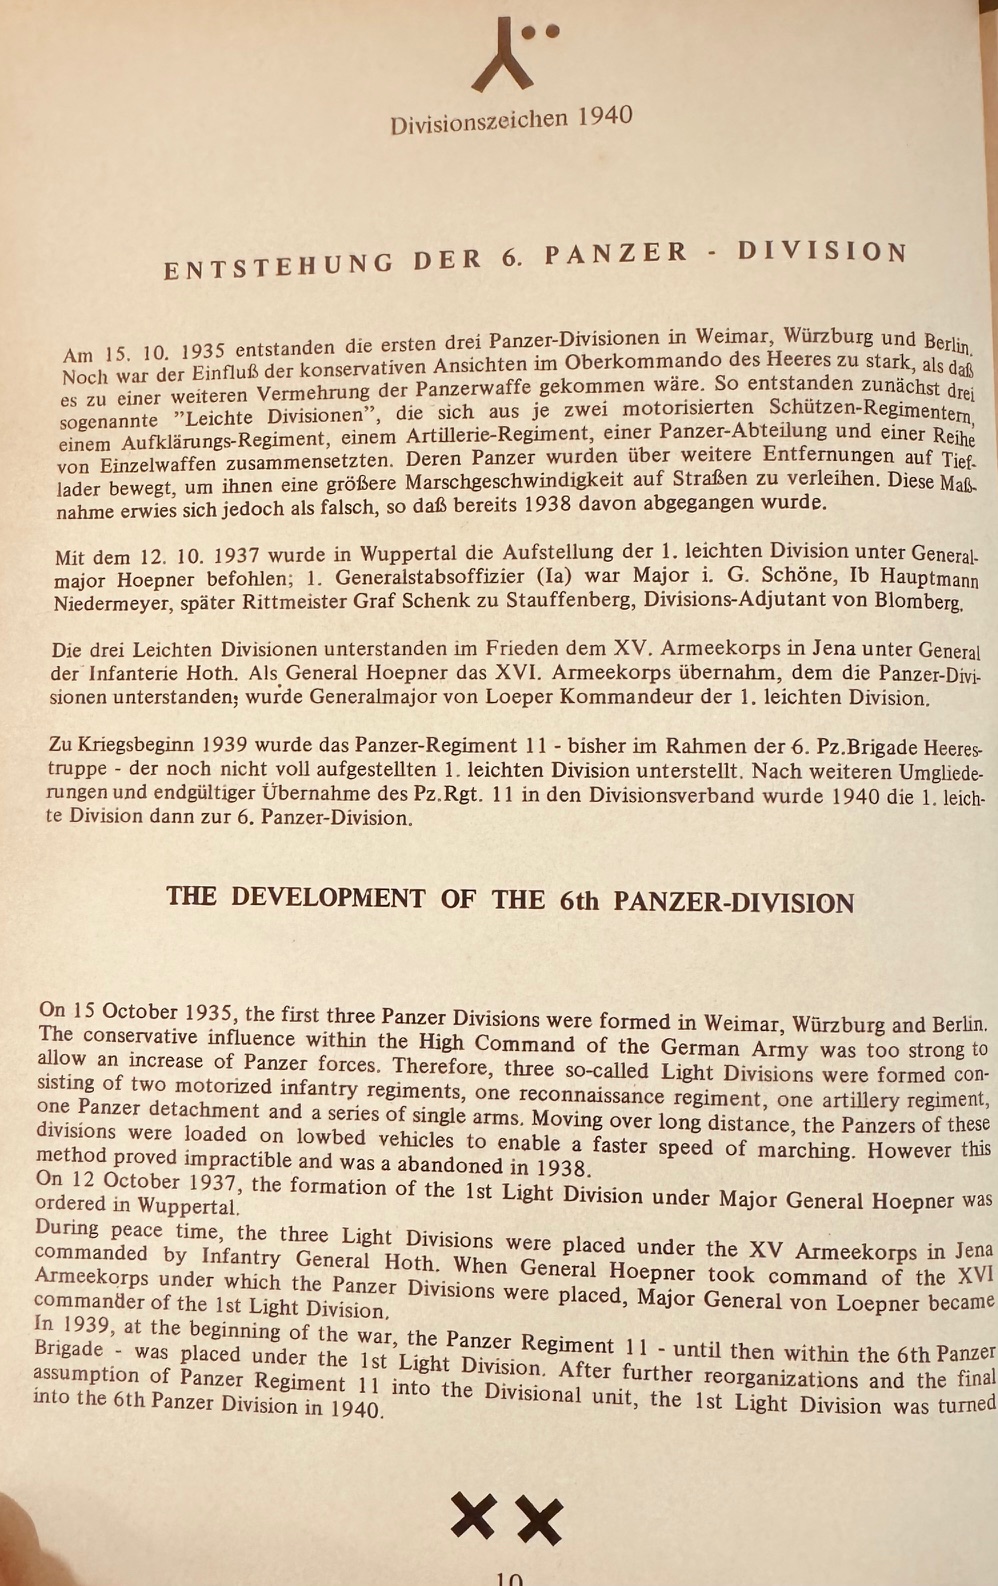 Divisionszeichen 1940
ENTSTEHUNG DER 6. PANZER - DIVISION
Am 15. 10. 1935 entstanden die ersten drei Panzer-Divisionen in Weimar, Würzburg und Berlin.
Noch war der Einfluß der konservativen Ansichten im Oberkommando des Heeres zu stark, als daß
es zu einer weiteren Vermehrung der Panzerwaffe gekommen wäre. So entstanden zunächst drei
sogenannte ”Leichte Divisionen”, die sich aus je zwei motorisierten Schützen-Regimentern,
einem Aufklärungs-Regiment, einem Artillerie-Regiment, einer Panzer-Abteilung und einer Reihe
von Einzelwaffen zusammensetzten. Deren Panzer wurden über weitere Entfernungen auf Tief-
lader bewegt, um ihnen eine größere Marschgeschwindigkeit auf Straßen zu verleihen. Diese Maß-
nahme erwies sich jedoch als falsch, so daß bereits 1938 davon abgegangen wurde.
Mit dem 12. 10. 1937 wurde in Wuppertal die Aufstellung der 1. leichten Division unter General-
major Hoepner befohlen; 1. Generalstabsoffizier (Ia) war Major i. G. Schöne, Ib Hauptmann
Niedermeyer, später Rittmeister Graf Schenk zu Stauffenberg, Divisions-Adjutant von Blomberg.
Die drei Leichten Divisionen unterstanden im Frieden dem XV. Armeekorps in Jena unter General
der Infanterie Hoth. Als General Hoepner das XVI. Armeekorps übernahm, dem die Panzer-Divi-
sionen unterstanden; wurde Generalmajor von Loeper Kommandeur der 1. leichten Division.
Zu Kriegsbeginn 1939 wurde das Panzer-Regiment 11 - bisher im Rahmen der 6. Pz.Brigade Heeres-
truppe - der noch nicht voll aufgestellten 1. leichten Division unterstellt. Nach weiteren Umgliede-
rungen und endgültiger Übernahme des Pz.Rgt. 11 in den Divisionsverband wurde 1940 die 1. leich-
te Division dann zur 6. Panzer-Division.
THE DEVELOPMENT OF THE 6th PANZER-DIVISION
On 15 October 1935, the first three Panzer Divisions were formed in Weimar, Würzburg and Berlin.
The conservative influence within the High Command of the German Army was too strong to
allow an increase of Panzer forces. Therefore, three so-called Light Divisions were formed con-
sisting of two motorized infantry regiments, one reconnaissance regiment, one artillery regiment,
one Panzer detachment and a series of single arms. Moving over long distance, the Panzers of these
divisions were loaded on lowbed vehicles to enable a faster speed of marching. However this
method proved impractible and was a abandoned in 1938.
On 12 October 1937, the formation of the 1st Light Division under Major General Hoepner was
ordered in Wuppertal.
During peace time, the three Light Divisions were placed under the XV Armeekorps in Jena
commanded by Infantry General Hoth. When General Hoepner took command of the XVI
Armeekorps under which the Panzer Divisions were placed, Major General von Loepner became
commander of the 1st Light Division.
In 1939, at the beginning of the war, the Panzer Regiment 11 - until then within the 6th Panzer
Brigade - was placed under the 1st Light Division. After further reorganizations and the final
assumption of Panzer Regiment 11 into the Divisional unit, the 1st Light Division was turned
into the 6th Panzer Division in 1940.
10